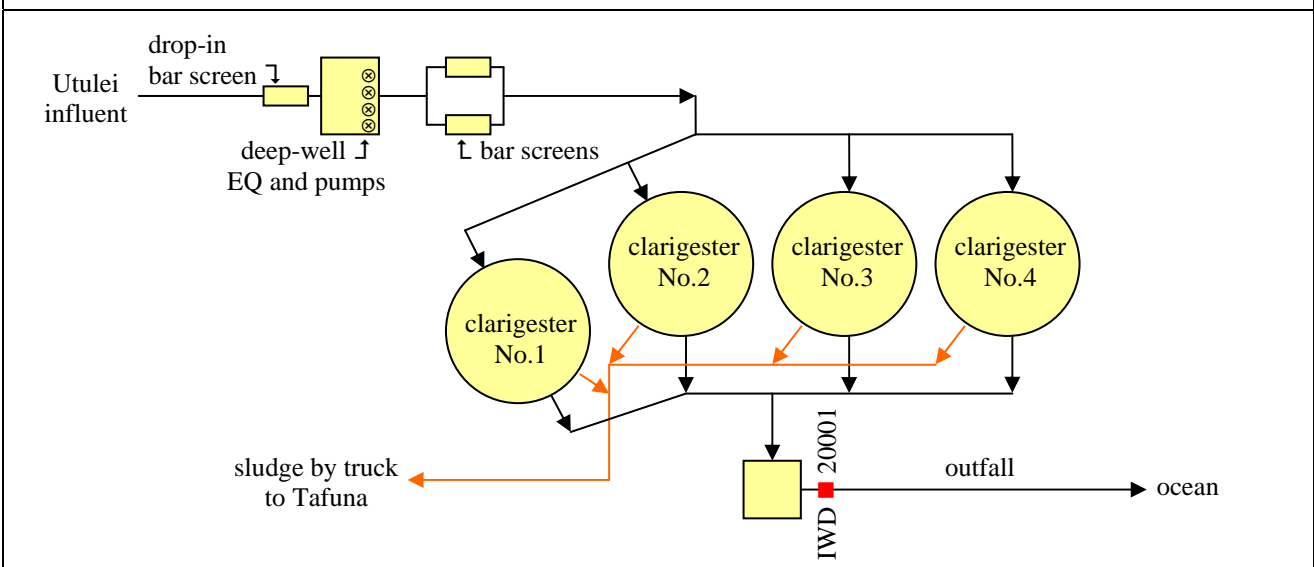 drop-in
bar screen
Utulei
influent
deep-well
EQ and pumps
bar screens
clarigester
No.2
clarigester
No.3
clarigester
No.4
clarigester
No.1
sludge by truck
to Tafuna
IWD 20001
outfall
ocean